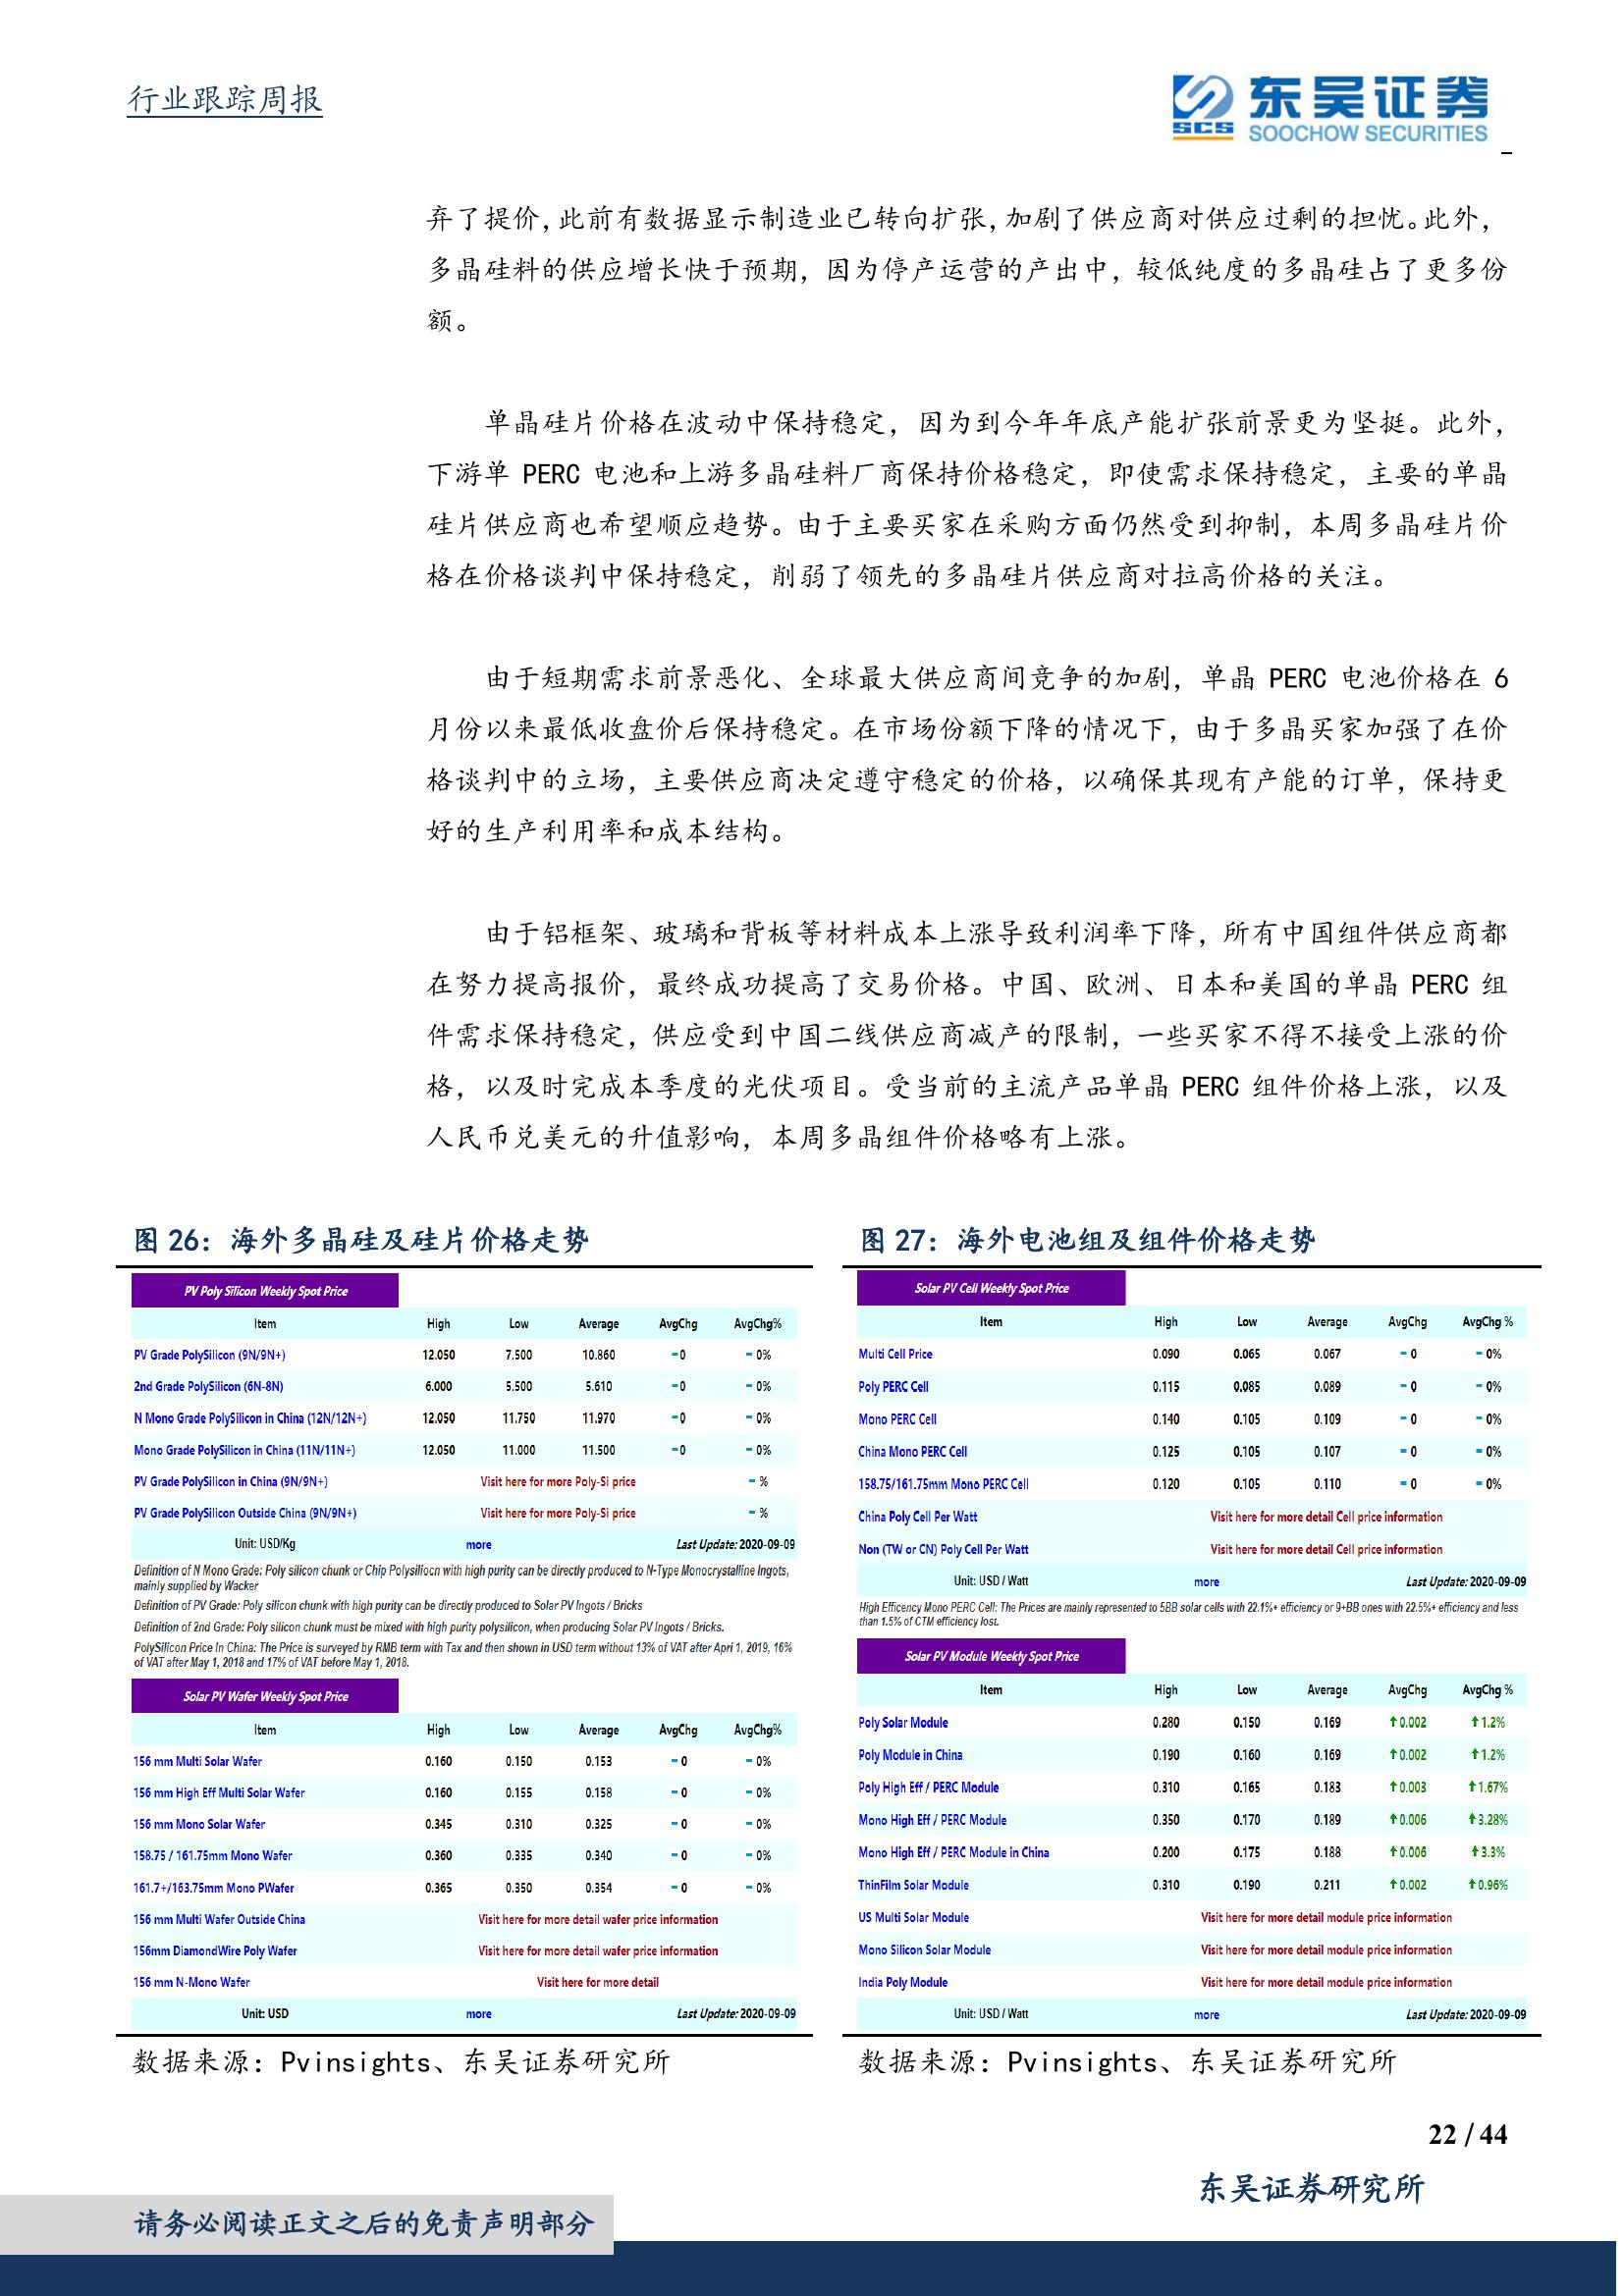 行业跟踪周报
SCS
东吴证券
SOOCHOW SECURITIES
弃了提价，此前有数据显示制造业已转向扩张，加剧了供应商对供应过剩的担忧。此外，
多晶硅料的供应增长快于预期，因为停产运营的产出中，较低纯度的多晶硅占了更多份
额。
单晶硅片价格在波动中保持稳定，因为到今年年底产能扩张前景更为坚挺。此外，
下游单 PERC 电池和上游多晶硅料厂商保持价格稳定，即使需求保持稳定，主要的单晶
硅片供应商也希望顺应趋势。由于主要买家在采购方面仍然受到抑制，本周多晶硅片价
格在价格谈判中保持稳定，削弱了领先的多晶硅片供应商对拉高价格的关注。
由于短期需求前景恶化、全球最大供应商间竞争的加剧，单晶 PERC 电池价格在 6
月份以来最低收盘价后保持稳定。在市场份额下降的情况下，由于多晶买家加强了在价
格谈判中的立场，主要供应商决定遵守稳定的价格，以确保其现有产能的订单，保持更
好的生产利用率和成本结构。
由于铝框架、玻璃和背板等材料成本上涨导致利润率下降，所有中国组件供应商都
在努力提高报价，最终成功提高了交易价格。中国、欧洲、日本和美国的单晶 PERC 组
件需求保持稳定，供应受到中国二线供应商减产的限制，一些买家不得不接受上涨的价
格，以及时完成本季度的光伏项目。受当前的主流产品单晶 PERC 组件价格上涨，以及
人民币兑美元的升值影响，本周多晶组件价格略有上涨。
图 26：海外多晶硅及硅片价格走势
PV Poly Silicon Weekly Spot Price
Item High Low Average AvgChg AvgChg%
PV Grade PolySilicon (9N/9N+) 12.050 7.500 10.860 0 0%
2nd Grade PolySilicon (6N-8N) 6.000 5.500 5.610 0 0%
N Mono Grade PolySilicon in China (12N/12N+) 12.050 11.750 11.970 0 0%
Mono Grade PolySilicon in China (11N/11N+) 12.050 11.000 11.500 0 0%
PV Grade PolySilicon in China (9N/9N+) Visit here for more Poly-Si price %
PV Grade PolySilicon Outside China (9N/9N+) Visit here for more Poly-Si price %
Unit: USD/Kg more Last Update: 2020-09-09
Definition of N Mono Grade: Poly silicon chunk or Chip Polysiliocn with high purity can be directly produced to N-Type Monocrystalline Ingots,
mainly supplied by Wacker
Definition of PV Grade: Poly silicon chunk with high purity can be directly produced to Solar PV Ingots / Bricks
Definition of 2nd Grade: Poly silicon chunk must be mixed with high purity polysilicon, when producing Solar PV Ingots / Bricks.
PolySilicon Price In China: The Price is surveyed by RMB term with Tax and then shown in USD term without 13% of VAT after Apri 1, 2019, 16%
of VAT after May 1, 2018 and 17% of VAT before May 1, 2018.
Solar PV Wafer Weekly Spot Price
Item High Low Average AvgChg AvgChg%
156 mm Multi Solar Wafer 0.160 0.150 0.153 0 0%
156 mm High Eff Multi Solar Wafer 0.160 0.155 0.158 0 0%
156 mm Mono Solar Wafer 0.345 0.310 0.325 0 0%
158.75 / 161.75mm Mono Wafer 0.360 0.335 0.340 0 0%
161.7+/163.75mm Mono PWafer 0.365 0.350 0.354 0 0%
156 mm Multi Wafer Outside China Visit here for more detail wafer price information
156mm DiamondWire Poly Wafer Visit here for more detail wafer price information
156 mm N-Mono Wafer Visit here for more detail
Unit: USD more Last Update: 2020-09-09
数据来源：Pvinsights、东吴证券研究所
图 27：海外电池组及组件价格走势
Solar PV Cell Weekly Spot Price
Item High Low Average AvgChg AvgChg %
Multi Cell Price 0.090 0.065 0.067 0 0%
Poly PERC Cell 0.115 0.085 0.089 0 0%
Mono PERC Cell 0.140 0.105 0.109 0 0%
China Mono PERC Cell 0.125 0.105 0.107 0 0%
158.75/161.75mm Mono PERC Cell 0.120 0.105 0.110 0 0%
China Poly Cell Per Watt Visit here for more detail Cell price information
Non (TW or CN) Poly Cell Per Watt Visit here for more detail Cell price information
Unit: USD / Watt more Last Update: 2020-09-09
High Efficency Mono PERC Cell: The Prices are mainly represented to 5BB solar cells with 22.1%+ efficiency or 9+BB ones with 22.5%+ efficiency and less
than 1.5% of CTM efficiency lost.
Solar PV Module Weekly Spot Price
Item High Low Average AvgChg AvgChg %
Poly Solar Module 0.280 0.150 0.169 ↑0.002 ↑1.2%
Poly Module in China 0.190 0.160 0.169 ↑0.002 ↑1.2%
Poly High Eff / PERC Module 0.310 0.165 0.183 ↑0.003 ↑1.67%
Mono High Eff / PERC Module 0.350 0.170 0.189 ↑0.006 ↑3.28%
Mono High Eff / PERC Module in China 0.200 0.175 0.188 ↑0.006 ↑3.3%
ThinFilm Solar Module 0.310 0.190 0.211 ↑0.002 ↑0.96%
US Multi Solar Module Visit here for more detail module price information
Mono Silicon Solar Module Visit here for more detail module price information
India Poly Module Visit here for more detail module price information
Unit: USD / Watt more Last Update: 2020-09-09
数据来源：Pvinsights、东吴证券研究所
22 / 44
东吴证券研究所
请务必阅读正文之后的免责声明部分